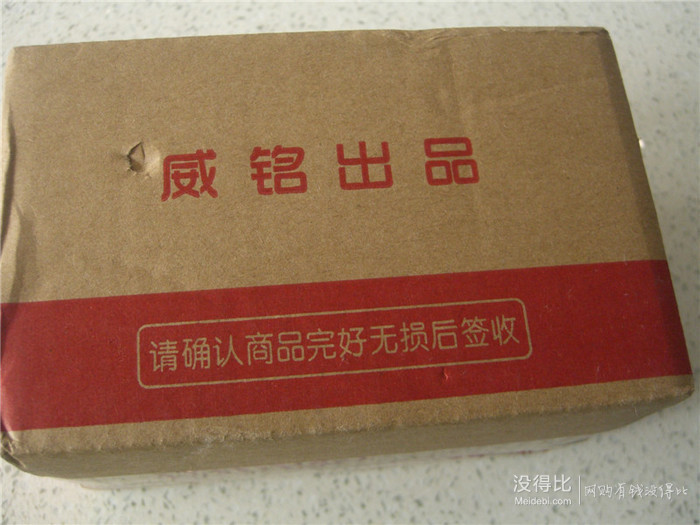 威铭出品
请确认商品完好无损后签收
没得比
Meidebi.com
网购有钱没得比